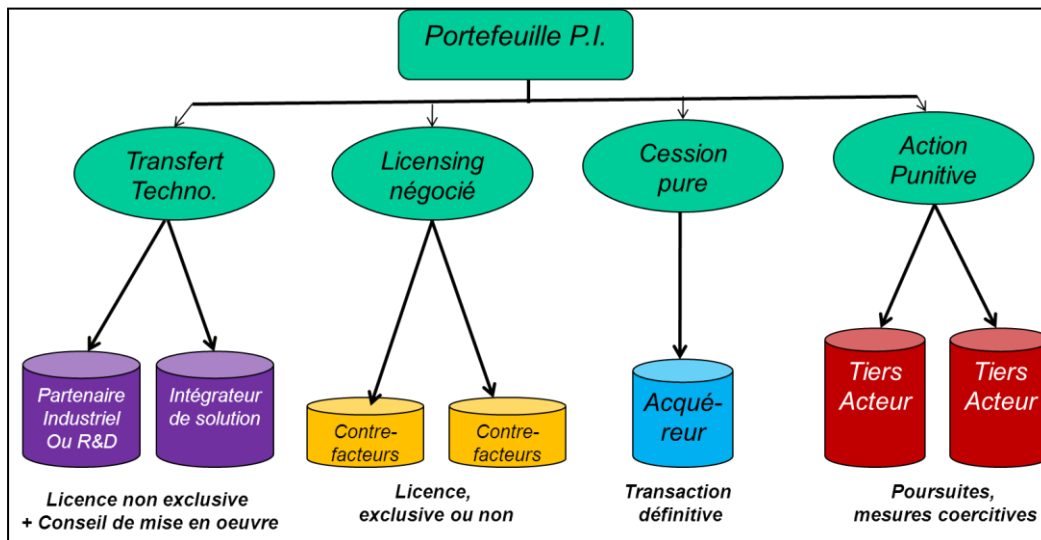 Portefeuille P.I.
Transfert
Techno.
Licensing
négocié
Cession
pure
Action
Punitive
Partenaire
Industriel
Ou R&D
Intégrateur
de solution
Contre-
facteurs
Contre-
facteurs
Acqué-
reur
Tiers
Acteur
Tiers
Acteur
Licence non exclusive
+ Conseil de mise en oeuvre
Licence,
exclusive ou non
Transaction
définitive
Poursuites,
mesures coercitives